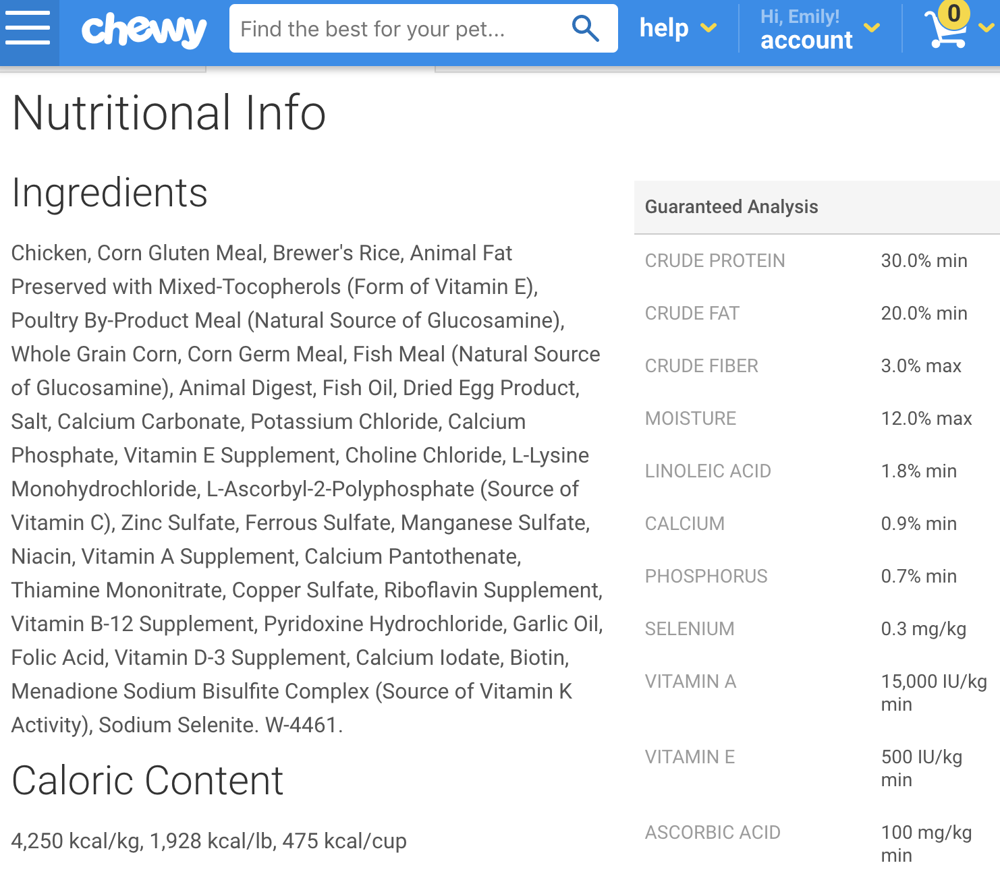 chewy
Find the best for your pet...
help
Hi, Emily!
account
0
Nutritional Info
Ingredients
Chicken, Corn Gluten Meal, Brewer's Rice, Animal Fat
Preserved with Mixed-Tocopherols (Form of Vitamin E),
Poultry By-Product Meal (Natural Source of Glucosamine),
Whole Grain Corn, Corn Germ Meal, Fish Meal (Natural Source
of Glucosamine), Animal Digest, Fish Oil, Dried Egg Product,
Salt, Calcium Carbonate, Potassium Chloride, Calcium
Phosphate, Vitamin E Supplement, Choline Chloride, L-Lysine
Monohydrochloride, L-Ascorbyl-2-Polyphosphate (Source of
Vitamin C), Zinc Sulfate, Ferrous Sulfate, Manganese Sulfate,
Niacin, Vitamin A Supplement, Calcium Pantothenate,
Thiamine Mononitrate, Copper Sulfate, Riboflavin Supplement,
Vitamin B-12 Supplement, Pyridoxine Hydrochloride, Garlic Oil,
Folic Acid, Vitamin D-3 Supplement, Calcium Iodate, Biotin,
Menadione Sodium Bisulfite Complex (Source of Vitamin K
Activity), Sodium Selenite. W-4461.
Caloric Content
4,250 kcal/kg, 1,928 kcal/lb, 475 kcal/cup
Guaranteed Analysis
CRUDE PROTEIN 30.0% min
CRUDE FAT 20.0% min
CRUDE FIBER 3.0% max
MOISTURE 12.0% max
LINOLEIC ACID 1.8% min
CALCIUM 0.9% min
PHOSPHORUS 0.7% min
SELENIUM 0.3 mg/kg
VITAMIN A 15,000 IU/kg
min
VITAMIN E 500 IU/kg
min
ASCORBIC ACID 100 mg/kg
min